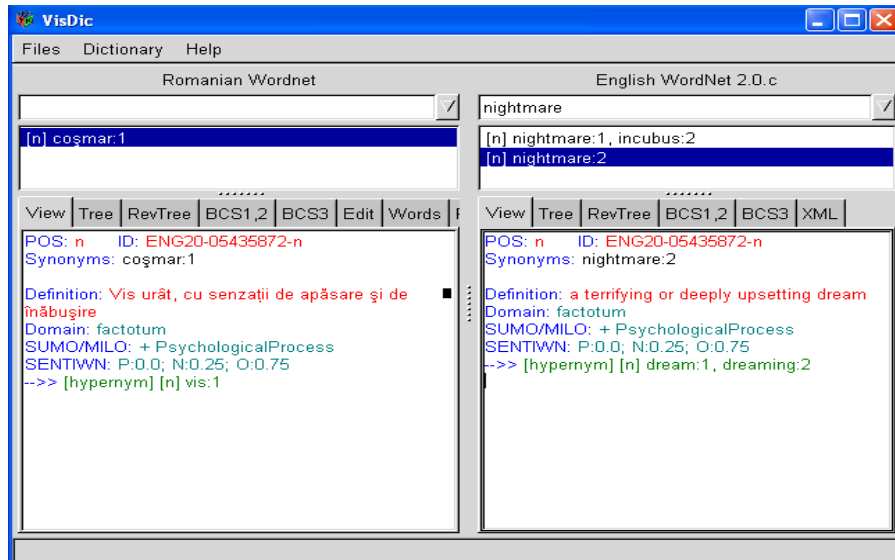 VisDic
Files Dictionary Help
Romanian Wordnet
[n] coşmar:1
View Tree RevTree BCS1,2 BCS3 Edit Words
POS: n ID: ENG20-05435872-n
Synonyms: coşmar:1
Definition: Vis urât, cu senzaţii de apăsare şi de
înăbuşire
Domain: factotum
SUMO/MILO: + PsychologicalProcess
SENTIWN: P:0.0; N:0.25; O:0.75
-->> [hypernym] [n] vis:1
English WordNet 2.0.c
nightmare
[n] nightmare:1, incubus:2
[n] nightmare:2
View Tree RevTree BCS1,2 BCS3 XML
POS: n ID: ENG20-05435872-n
Synonyms: nightmare:2
Definition: a terrifying or deeply upsetting dream
Domain: factotum
SUMO/MILO: + PsychologicalProcess
SENTIWN: P:0.0; N:0.25; O:0.75
-->> [hypernym] [n] dream:1, dreaming:2